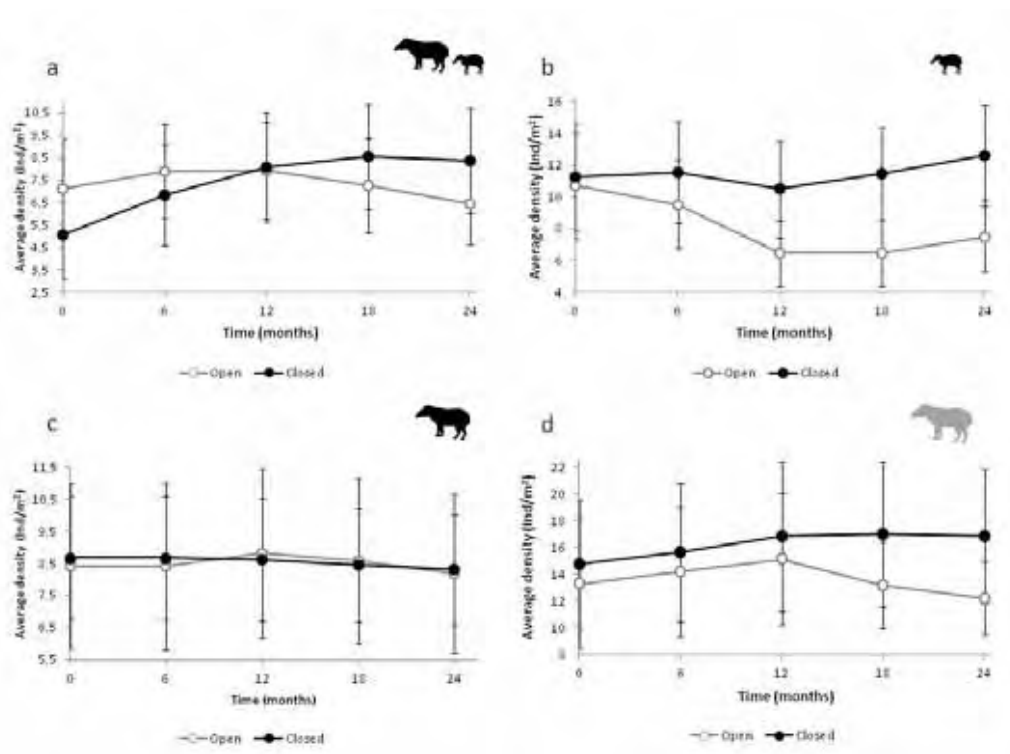 a
10.5
8.5
7.5
6.5
5.5
4.5
3.5
2.5
Average density (Ind/m²)
0 6 12 18 24
Time (months)
Open Closed
b
16
14
12
10
8
6
4
Average density (Ind/m²)
0 6 12 18 24
Time (months)
Open Closed
c
11.5
10.5
9.5
8.5
7.5
6.5
5.5
Average density (Ind/m²)
0 6 12 18 24
Time (months)
Open Closed
d
22
20
18
16
14
12
10
8
Average density (Ind/m²)
6 12 18 24
Time (months)
Open Closed